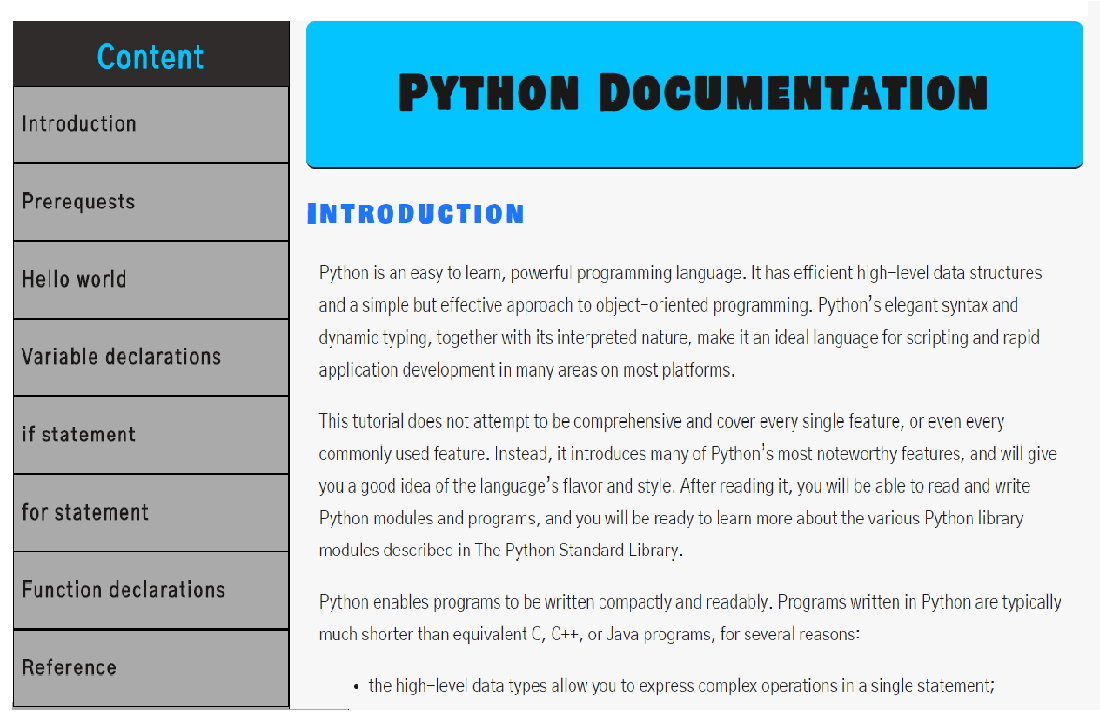 Content
Introduction
Prerequests
Hello world
Variable declarations
if statement
for statement
Function declarations
Reference
Python Documentation
Introduction
Python is an easy to learn, powerful programming language. It has efficient high-level data structures
and a simple but effective approach to object-oriented programming. Python's elegant syntax and
dynamic typing, together with its interpreted nature, make it an ideal language for scripting and rapid
application development in many areas on most platforms.
This tutorial does not attempt to be comprehensive and cover every single feature, or even every
commonly used feature. Instead, it introduces many of Python's most noteworthy features, and will give
you a good idea of the language's flavor and style. After reading it, you will be able to read and write
Python modules and programs, and you will be ready to learn more about the various Python library
modules described in The Python Standard Library.
Python enables programs to be written compactly and readably. Programs written in Python are typically
much shorter than equivalent C, C++, or Java programs, for several reasons:
• the high-level data types allow you to express complex operations in a single statement;